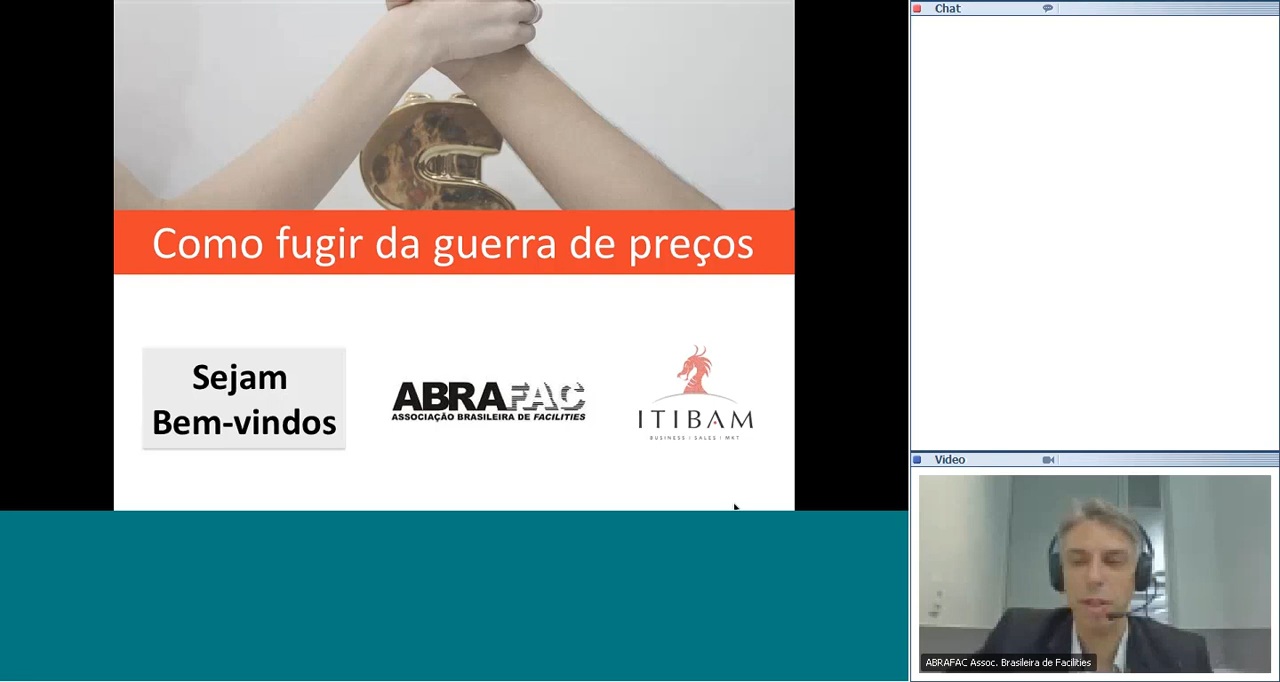 Chat
Como fugir da guerra de preços
Sejam
Bem-vindos
ABRAFAC
ASSOCIAÇÃO BRASILEIRA DE FACILITIES
ITIBAM
BUSINESS | SALES | MKT
Video
ABRAFAC Assoc. Brasileira de Facilities